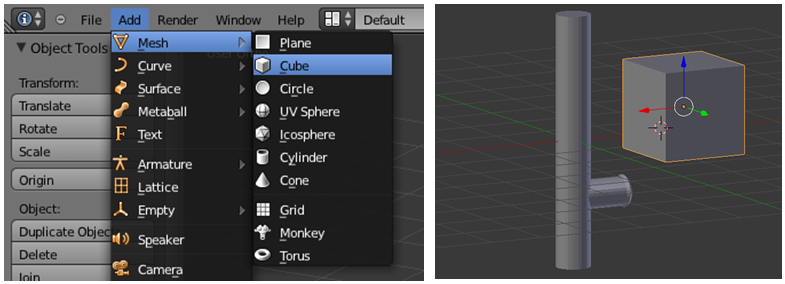 File Add Render Window Help Default
Object Tools
Transform:
Translate
Rotate
Scale
Origin
Object:
Duplicate Objec
Delete
Join
Mesh
Curve
Surface
Metaball
Text
Armature
Lattice
Empty
Speaker
Camera
Plane
Cube
Circle
UV Sphere
Icosphere
Cylinder
Cone
Grid
Monkey
Torus